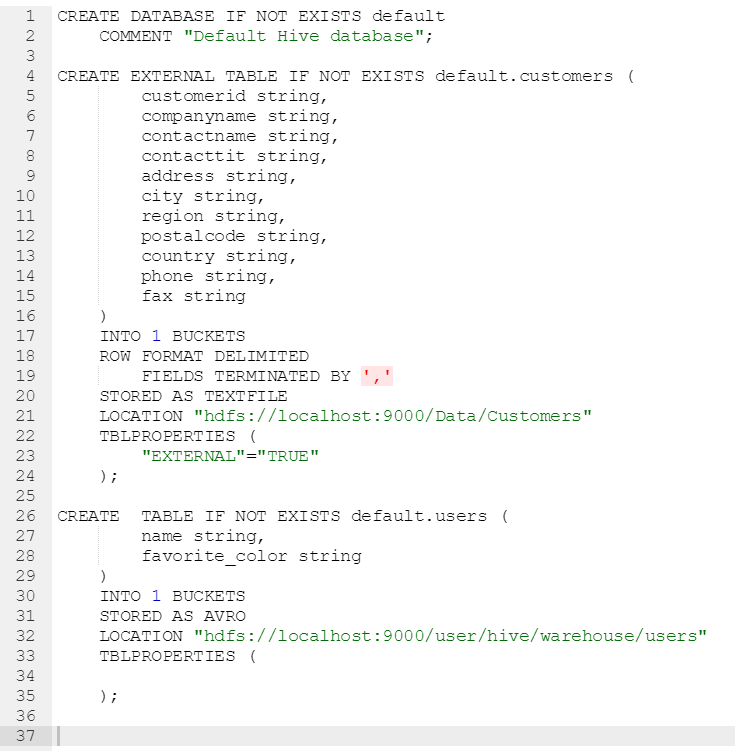 1 CREATE DATABASE IF NOT EXISTS default
2     COMMENT "Default Hive database";
3
4 CREATE EXTERNAL TABLE IF NOT EXISTS default.customers (
5         customerid string,
6         companyname string,
7         contactname string,
8         contacttit string,
9         address string,
10         city string,
11         region string,
12         postalcode string,
13         country string,
14         phone string,
15         fax string
16     )
17     INTO 1 BUCKETS
18     ROW FORMAT DELIMITED
19         FIELDS TERMINATED BY ','
20     STORED AS TEXTFILE
21     LOCATION "hdfs://localhost:9000/Data/Customers"
22     TBLPROPERTIES (
23         "EXTERNAL"="TRUE"
24     );
25
26 CREATE  TABLE IF NOT EXISTS default.users (
27         name string,
28         favorite_color string
29     )
30     INTO 1 BUCKETS
31     STORED AS AVRO
32     LOCATION "hdfs://localhost:9000/user/hive/warehouse/users"
33     TBLPROPERTIES (
34
35     );
36
37